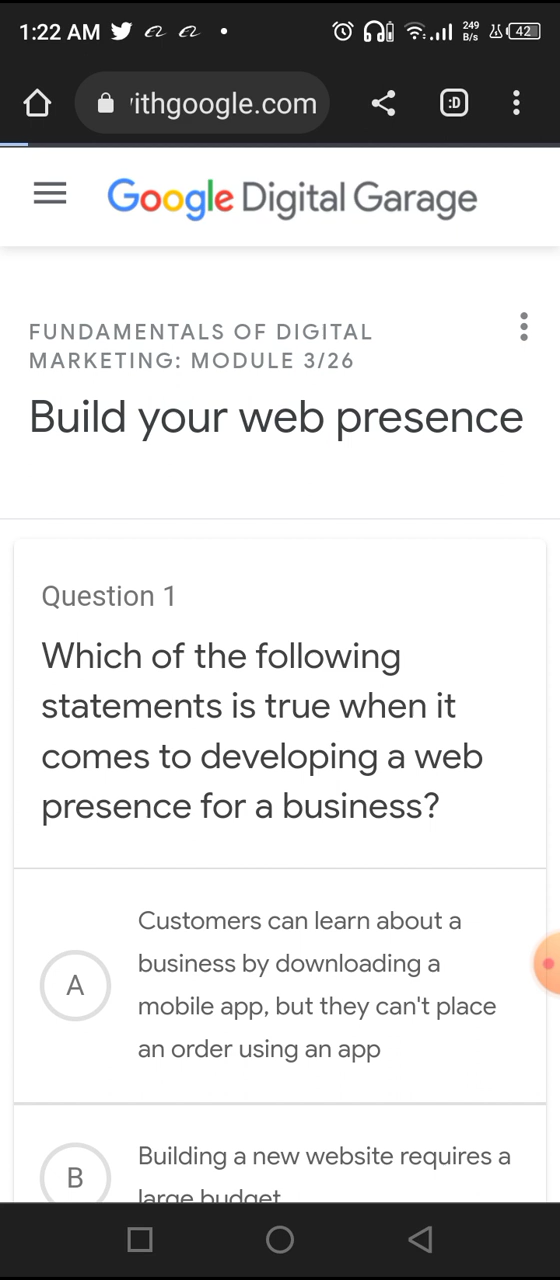 1:22 AM
249
B/s
42
ithgoogle.com
:D
Google Digital Garage
FUNDAMENTALS OF DIGITAL
MARKETING: MODULE 3/26
Build your web presence
Question 1
Which of the following
statements is true when it
comes to developing a web
presence for a business?
Customers can learn about a
business by downloading a
A
mobile app, but they can't place
an order using an app
Building a new website requires a
B
large budget